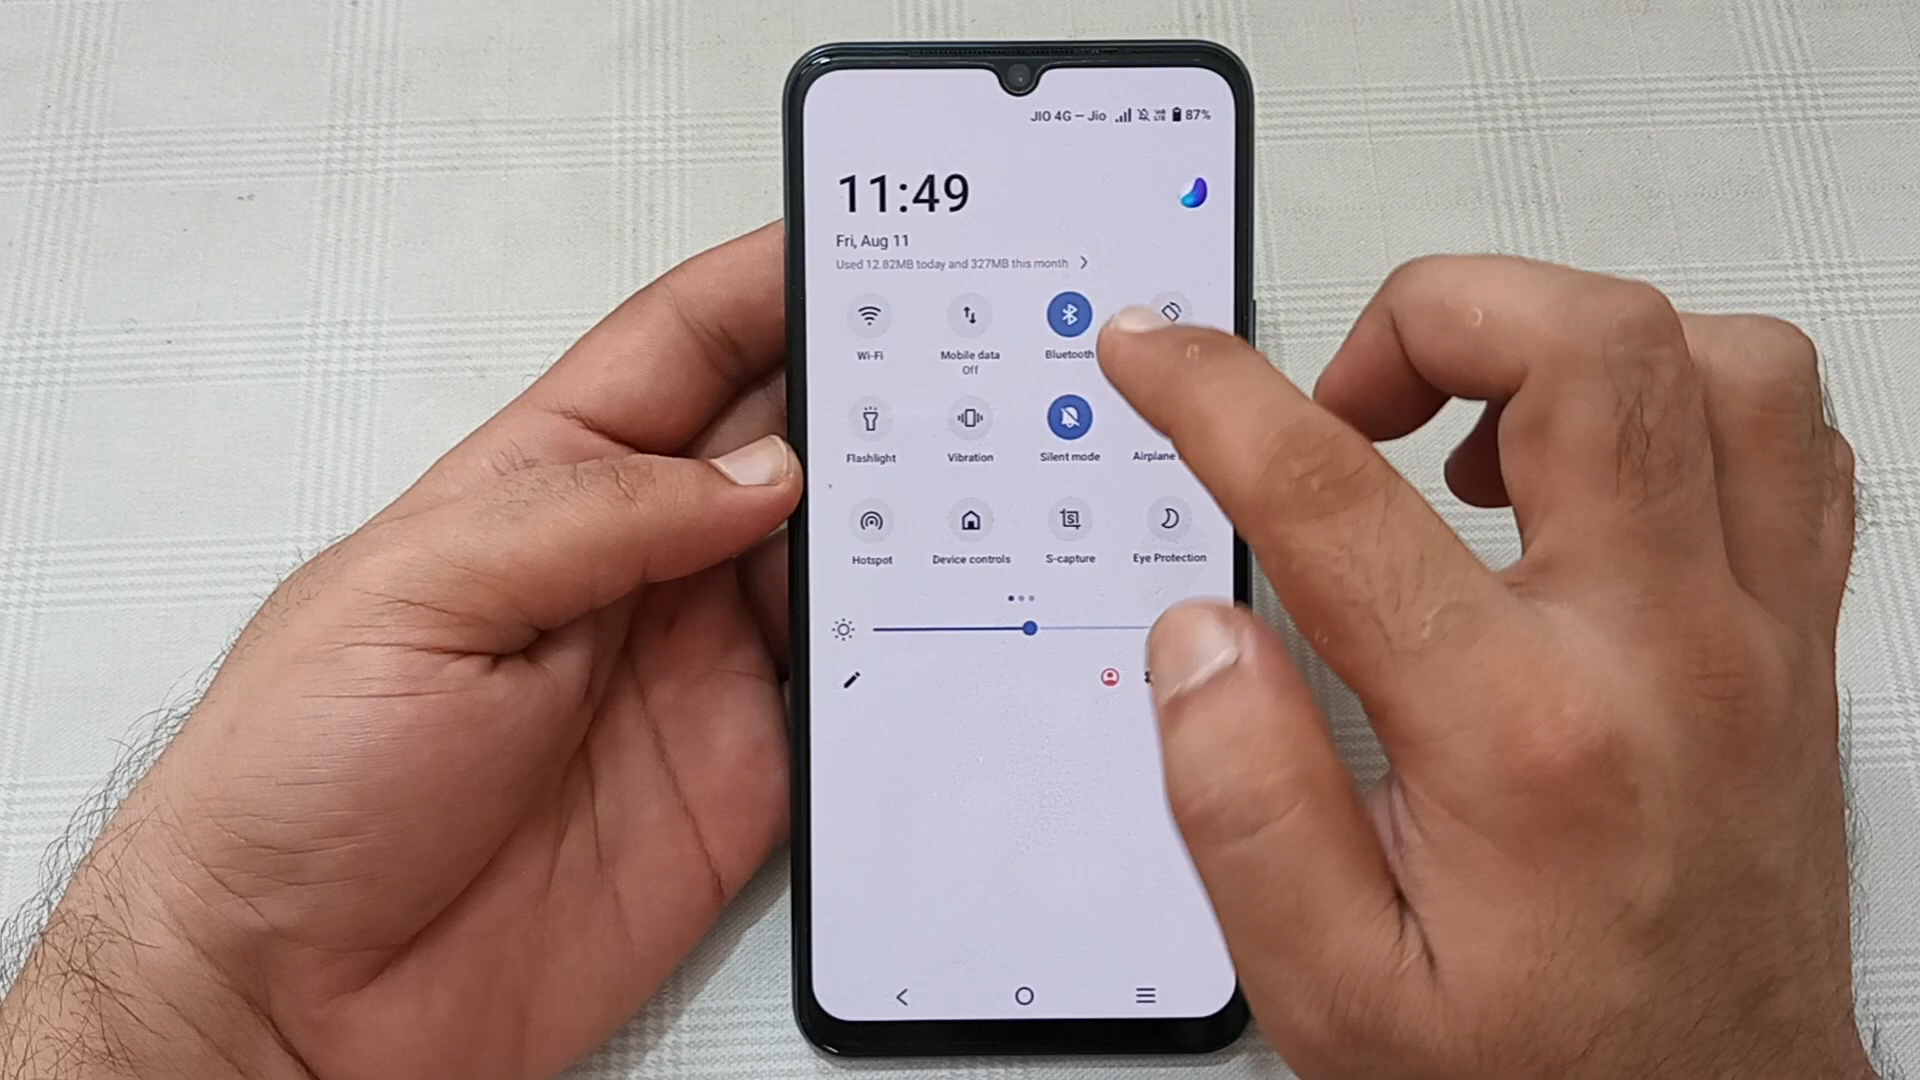 JIO 4G — Jio 87%
11:49
Fri, Aug 11
Used 12.82MB today and 327MB this month
Wi-Fi Mobile data Bluetooth
Off
Flashlight Vibration Silent mode Airplane
Hotspot Device controls S-capture Eye Protection